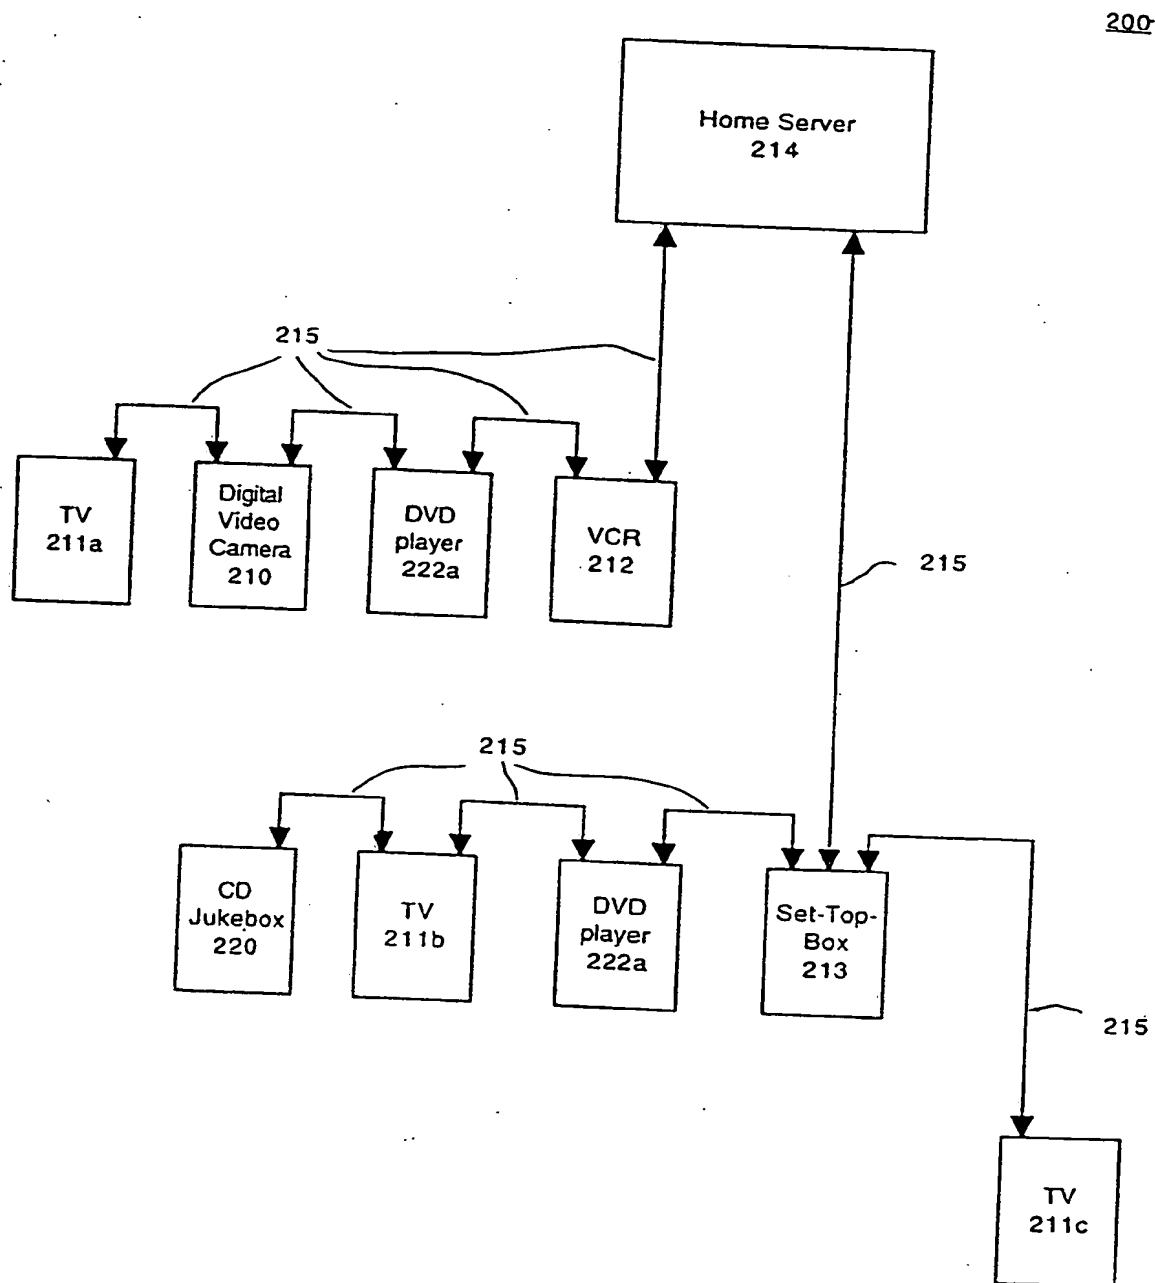 200
Home Server
214
215
TV
211a
Digital
Video
Camera
210
DVD
player
222a
VCR
212
215
215
CD
Jukebox
220
TV
211b
DVD
player
222a
Set-Top-
Box
213
215
TV
211c